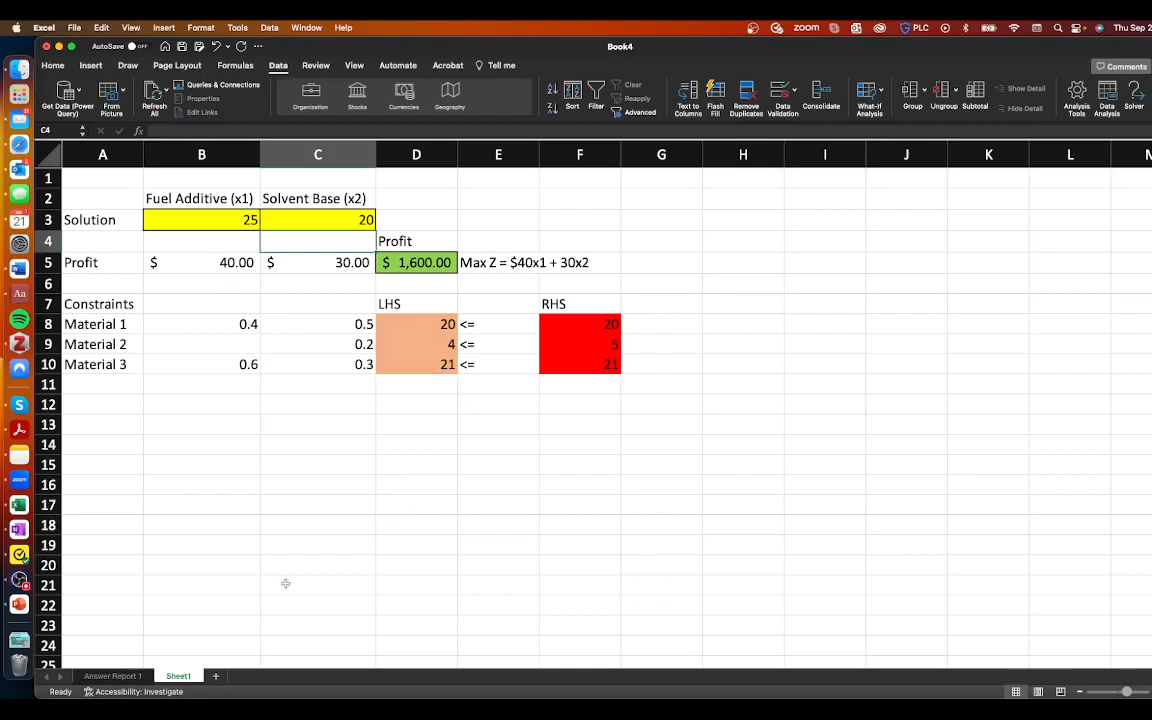 Excel File Edit View Insert Format Tools Data Window Help zoom PLC Thu Sep 2
AutoSave OFF Book4
Home Insert Draw Page Layout Formulas Data Review View Automate Acrobat Tell me Comments
Get Data (Power Query) From Picture Refresh All Queries & Connections Properties Edit Links Organization Stocks Currencies Geography Sort Filter Clear Reapply Advanced Text to Columns Flash Fill Remove Duplicates Data Validation Consolidate What-If Analysis Group Ungroup Subtotal Show Detail Hide Detail Analysis Tools Data Analysis Solver
C4 fx
A B C D E F G H I J K L M
1
2 Fuel Additive (x1) Solvent Base (x2)
3 Solution 25 20
4 Profit
5 Profit $ 40.00 $ 30.00 $ 1,600.00 Max Z = $40x1 + 30x2
6
7 Constraints LHS RHS
8 Material 1 0.4 0.5 20 <= 20
9 Material 2 0.2 4 <= 5
10 Material 3 0.6 0.3 21 <= 21
11
12
13
14
15
16
17
18
19
20
21
22
23
24
25
Answer Report 1 Sheet1 +
Ready Accessibility: Investigate